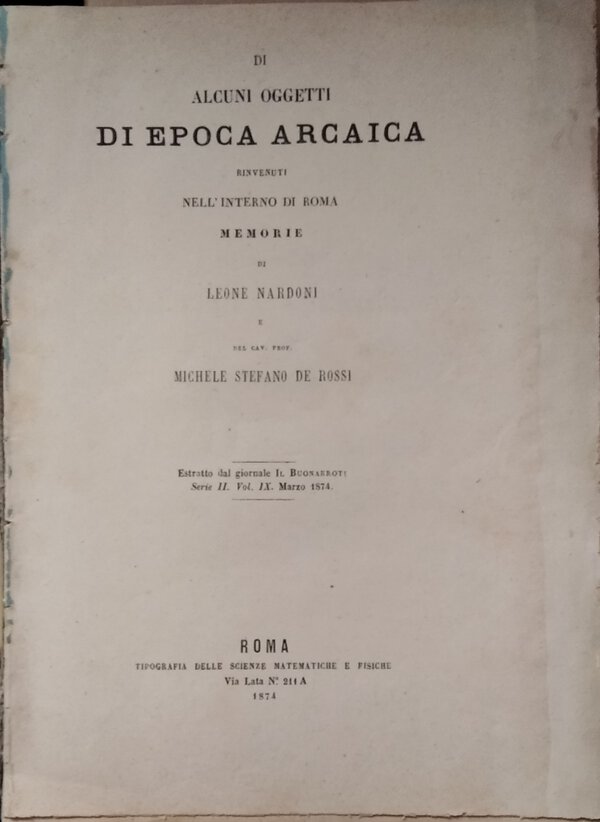 DI
ALCUNI OGGETTI
DI EPOCA ARCAICA
RINVENUTI
NELL'INTERNO DI ROMA
MEMORIE
DI
LEONE NARDONI
E
DEL CAV. PROF.
MICHELE STEFANO DE ROSSI
Estratto dal giornale IL BUONARROTI
Serie II. Vol. IX. Marzo 1874.
ROMA
TIPOGRAFIA DELLE SCIENZE MATEMATICHE E FISICHE
Via Lata Nº. 211 A
1874